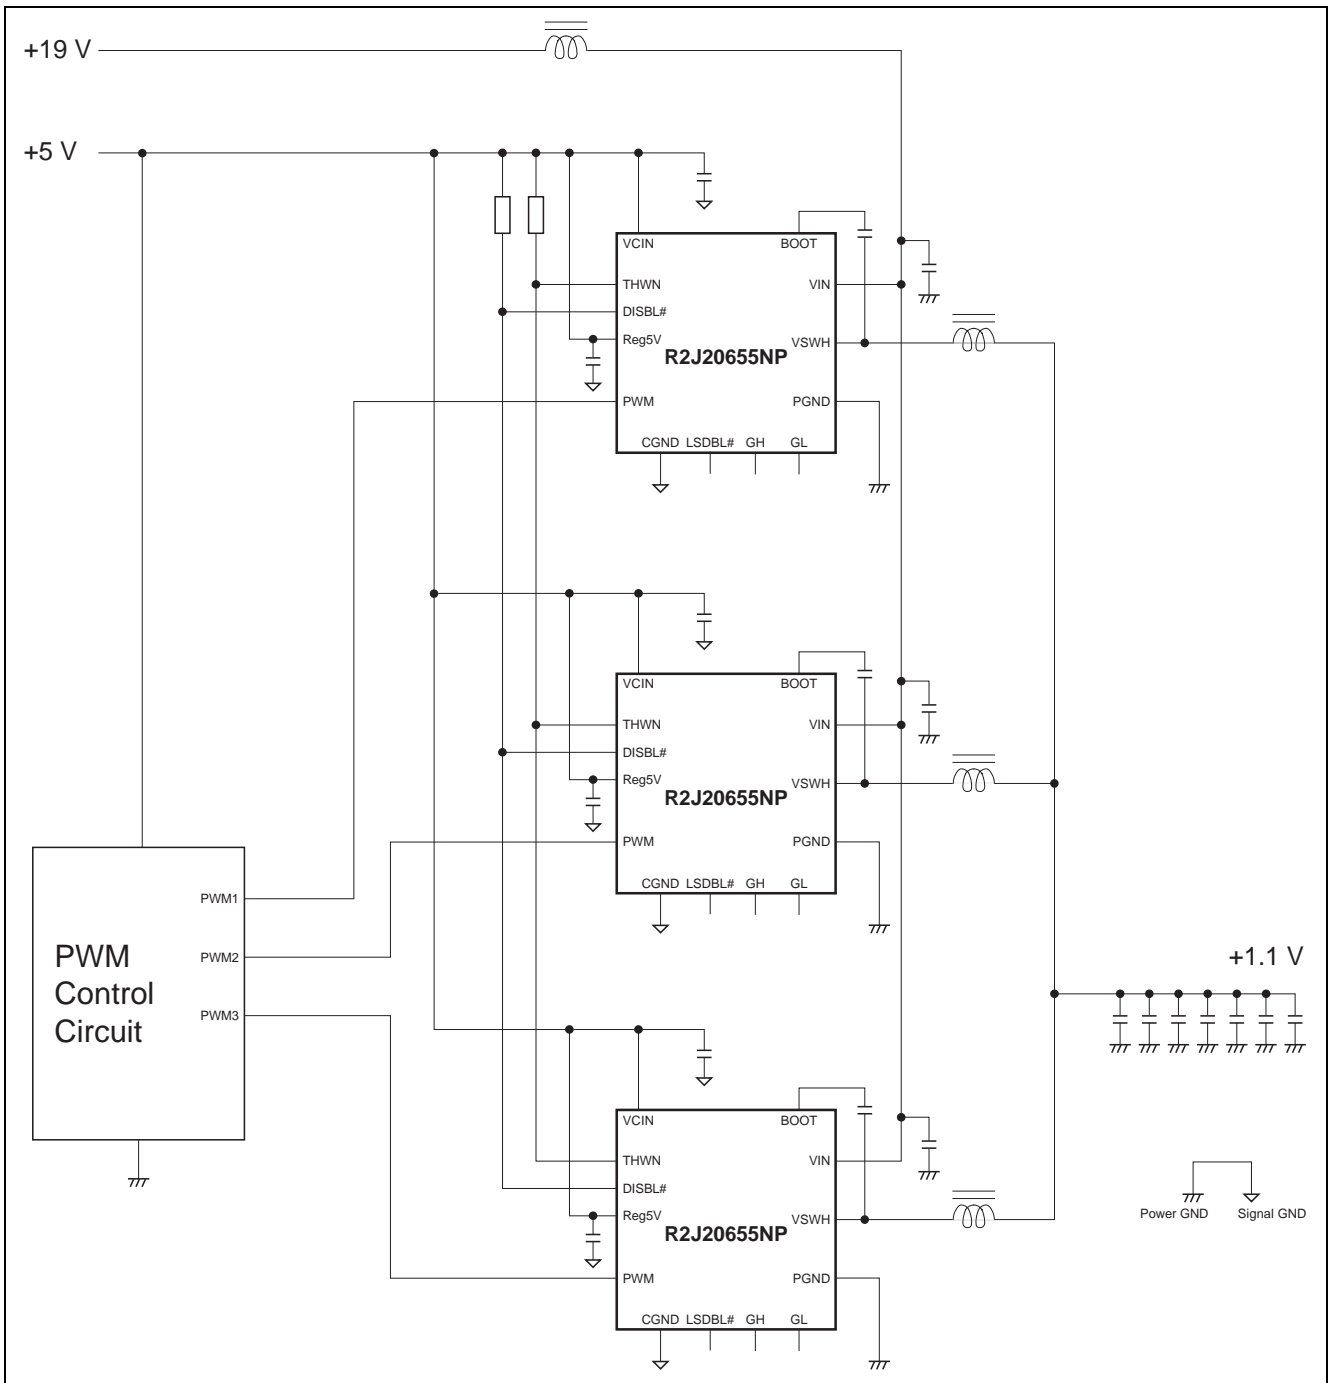 +19 V
+5 V
VCIN
BOOT
THWN
VIN
DISBL#
Reg5V
VSWH
R2J20655NP
PWM
PGND
CGND LSDBL# GH GL
VCIN
BOOT
THWN
VIN
DISBL#
Reg5V
VSWH
R2J20655NP
PWM
PGND
CGND LSDBL# GH GL
PWM1
PWM2
PWM3
PWM
Control
Circuit
+1.1 V
VCIN
BOOT
THWN
VIN
DISBL#
Reg5V
VSWH
R2J20655NP
PWM
PGND
CGND LSDBL# GH GL
Power GND
Signal GND